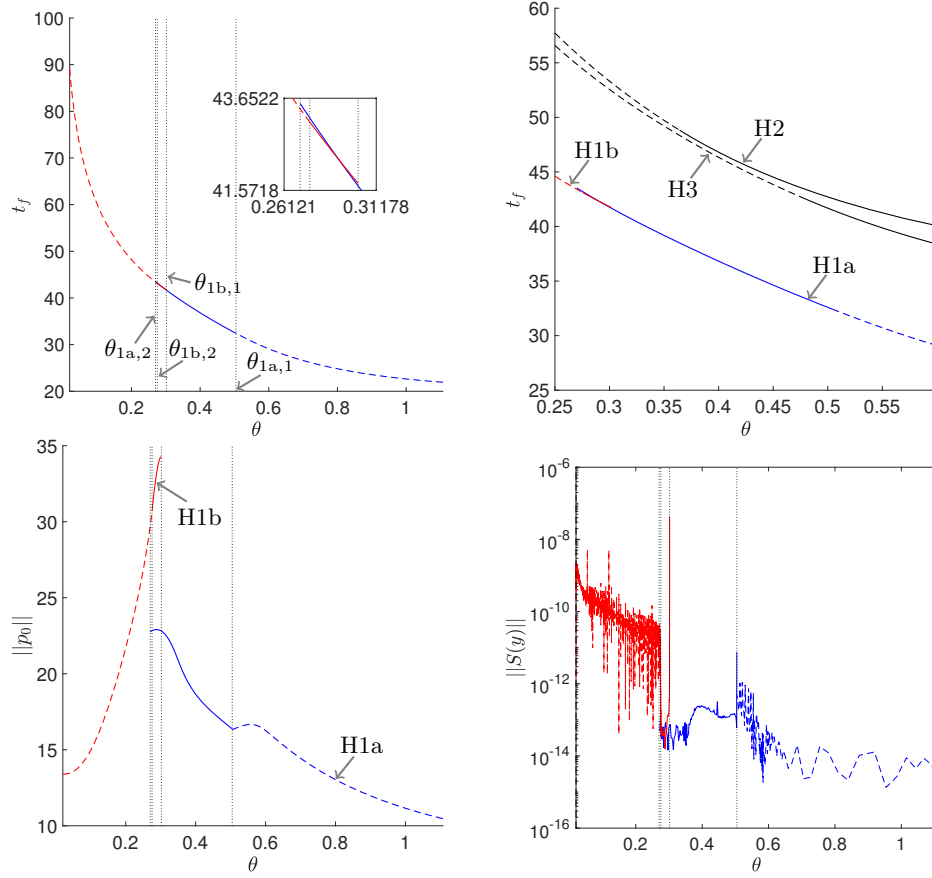 100
90
80
70
60
50
40
30
20
t_f
43.6522
41.5718
0.26121
0.31178
θ_{1b,1}
θ_{1a,2}
θ_{1b,2}
θ_{1a,1}
0.2 0.4 0.6 0.8 1
θ
60
55
50
45
40
35
30
25
t_f
H2
H1b
H3
H1a
0.25 0.3 0.35 0.4 0.45 0.5 0.55
θ
35
30
25
20
15
10
||p_0||
H1b
H1a
0.2 0.4 0.6 0.8 1
θ
10^{-6}
10^{-8}
10^{-10}
10^{-12}
10^{-14}
10^{-16}
||S(y)||
0.2 0.4 0.6 0.8 1
θ